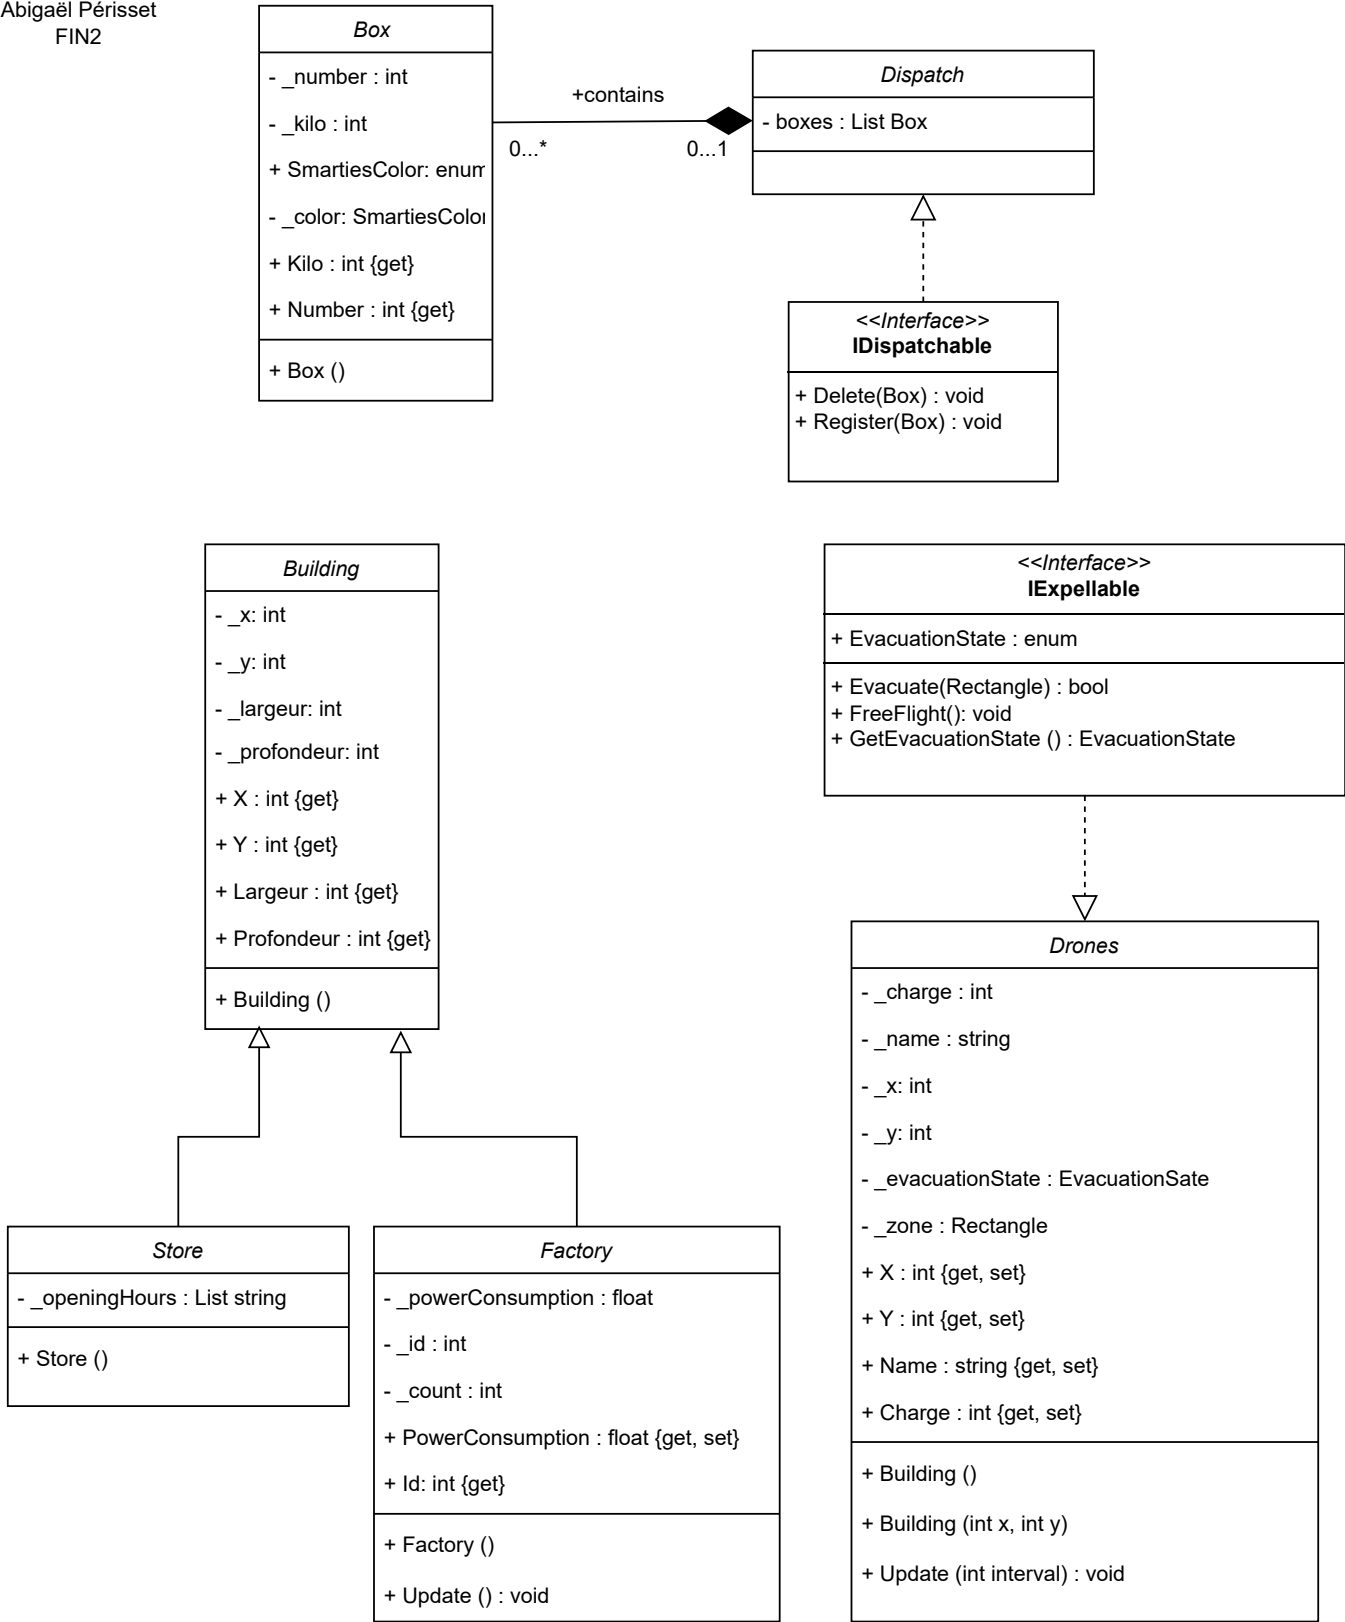 Abigaël Périsset
FIN2
Box
- _number : int
- _kilo : int
+ SmartiesColor: enum
- _color: SmartiesColor
+ Kilo : int {get}
+ Number : int {get}
+ Box ()
+contains
0...*
0...1
Dispatch
- boxes : List Box
<<Interface>>
IDispatchable
+ Delete(Box) : void
+ Register(Box) : void
Building
- _x: int
- _y: int
- _largeur: int
- _profondeur: int
+ X : int {get}
+ Y : int {get}
+ Largeur : int {get}
+ Profondeur : int {get}
+ Building ()
<<Interface>>
IExpellable
+ EvacuationState : enum
+ Evacuate(Rectangle) : bool
+ FreeFlight(): void
+ GetEvacuationState () : EvacuationState
Drones
- _charge : int
- _name : string
- _x: int
- _y: int
- _evacuationState : EvacuationSate
- _zone : Rectangle
+ X : int {get, set}
+ Y : int {get, set}
+ Name : string {get, set}
+ Charge : int {get, set}
+ Building ()
+ Building (int x, int y)
+ Update (int interval) : void
Store
- _openingHours : List string
+ Store ()
Factory
- _powerConsumption : float
- _id : int
- _count : int
+ PowerConsumption : float {get, set}
+ Id: int {get}
+ Factory ()
+ Update () : void